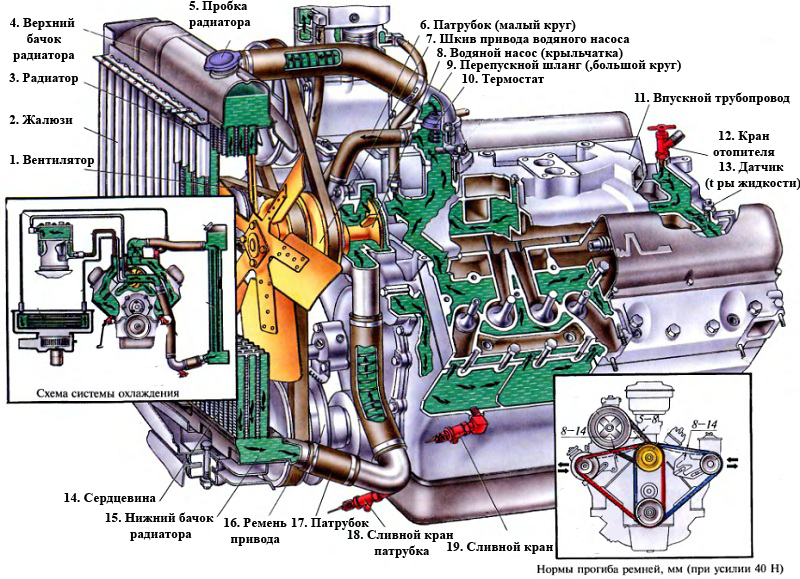 5. Пробка
радиатора
4. Верхний
бачок
радиатора
3. Радиатор
2. Жалюзи
1. Вентилятор
6. Патрубок (малый круг)
7. Шкив привода водяного насоса
8. Водяной насос (крыльчатка)
9. Перепускной шланг (,большой круг)
10. Термостат
11. Впускной трубопровод
12. Кран
отопителя
13. Датчик
(t ры жидкости)
Схема системы охлаждения
14. Сердцевина
15. Нижний бачок
радиатора
16. Ремень
привода
17. Патрубок
18. Сливной кран
патрубка
19. Сливной кран
5–8
8–14
8–14
Нормы прогиба ремней, мм (при усилии 40 Н)